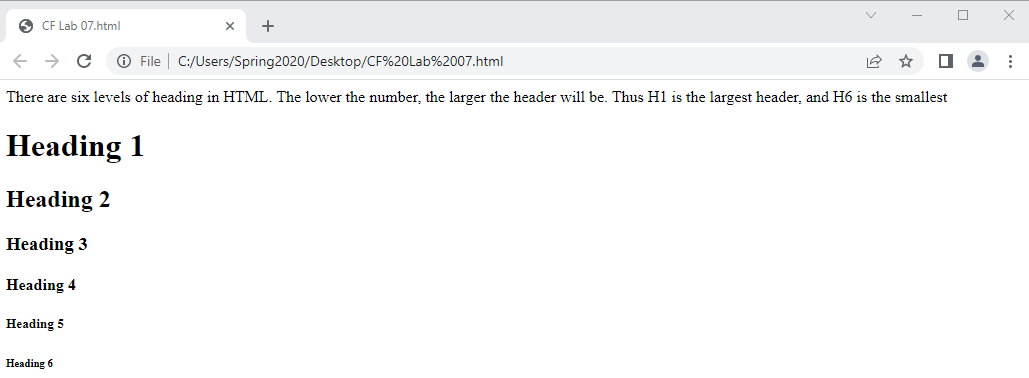 CF Lab 07.html
File C:/Users/Spring2020/Desktop/CF%20Lab%2007.html
There are six levels of heading in HTML. The lower the number, the larger the header will be. Thus H1 is the largest header, and H6 is the smallest
Heading 1
Heading 2
Heading 3
Heading 4
Heading 5
Heading 6